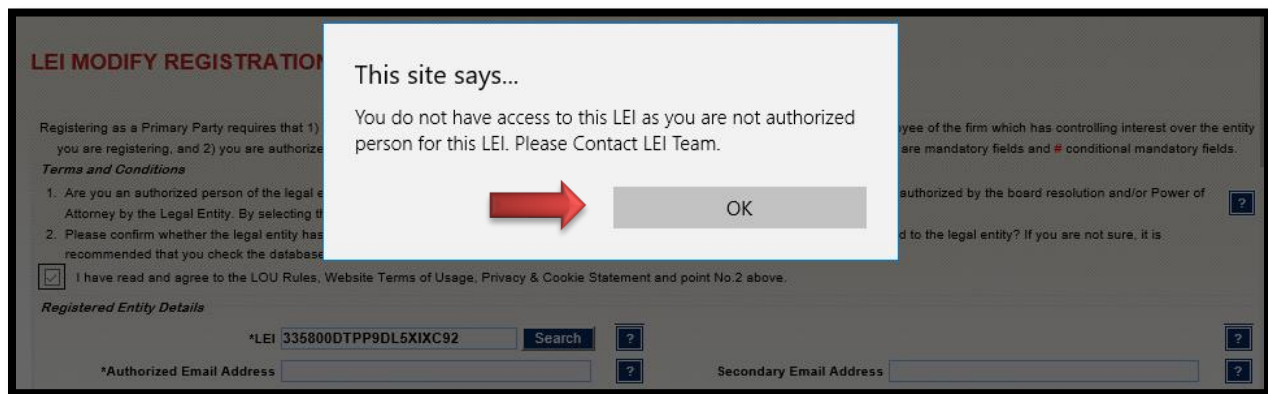 LEI MODIFY REGISTRATION
This site says...
You do not have access to this LEI as you are not authorized
person for this LEI. Please Contact LEI Team.
OK
Registering as a Primary Party requires that 1) yee of the firm which has controlling interest over the entity
you are registering, and 2) you are authorize are mandatory fields and # conditional mandatory fields.
Terms and Conditions
1. Are you an authorized person of the legal e authorized by the board resolution and/or Power of
Attorney by the Legal Entity. By selecting th ?
2. Please confirm whether the legal entity has d to the legal entity? If you are not sure, it is
recommended that you check the database
I have read and agree to the LOU Rules, Website Terms of Usage, Privacy & Cookie Statement and point No.2 above.
Registered Entity Details
*LEI 335800DTPP9DL5XIXC92 Search ? ?
*Authorized Email Address ? Secondary Email Address ?